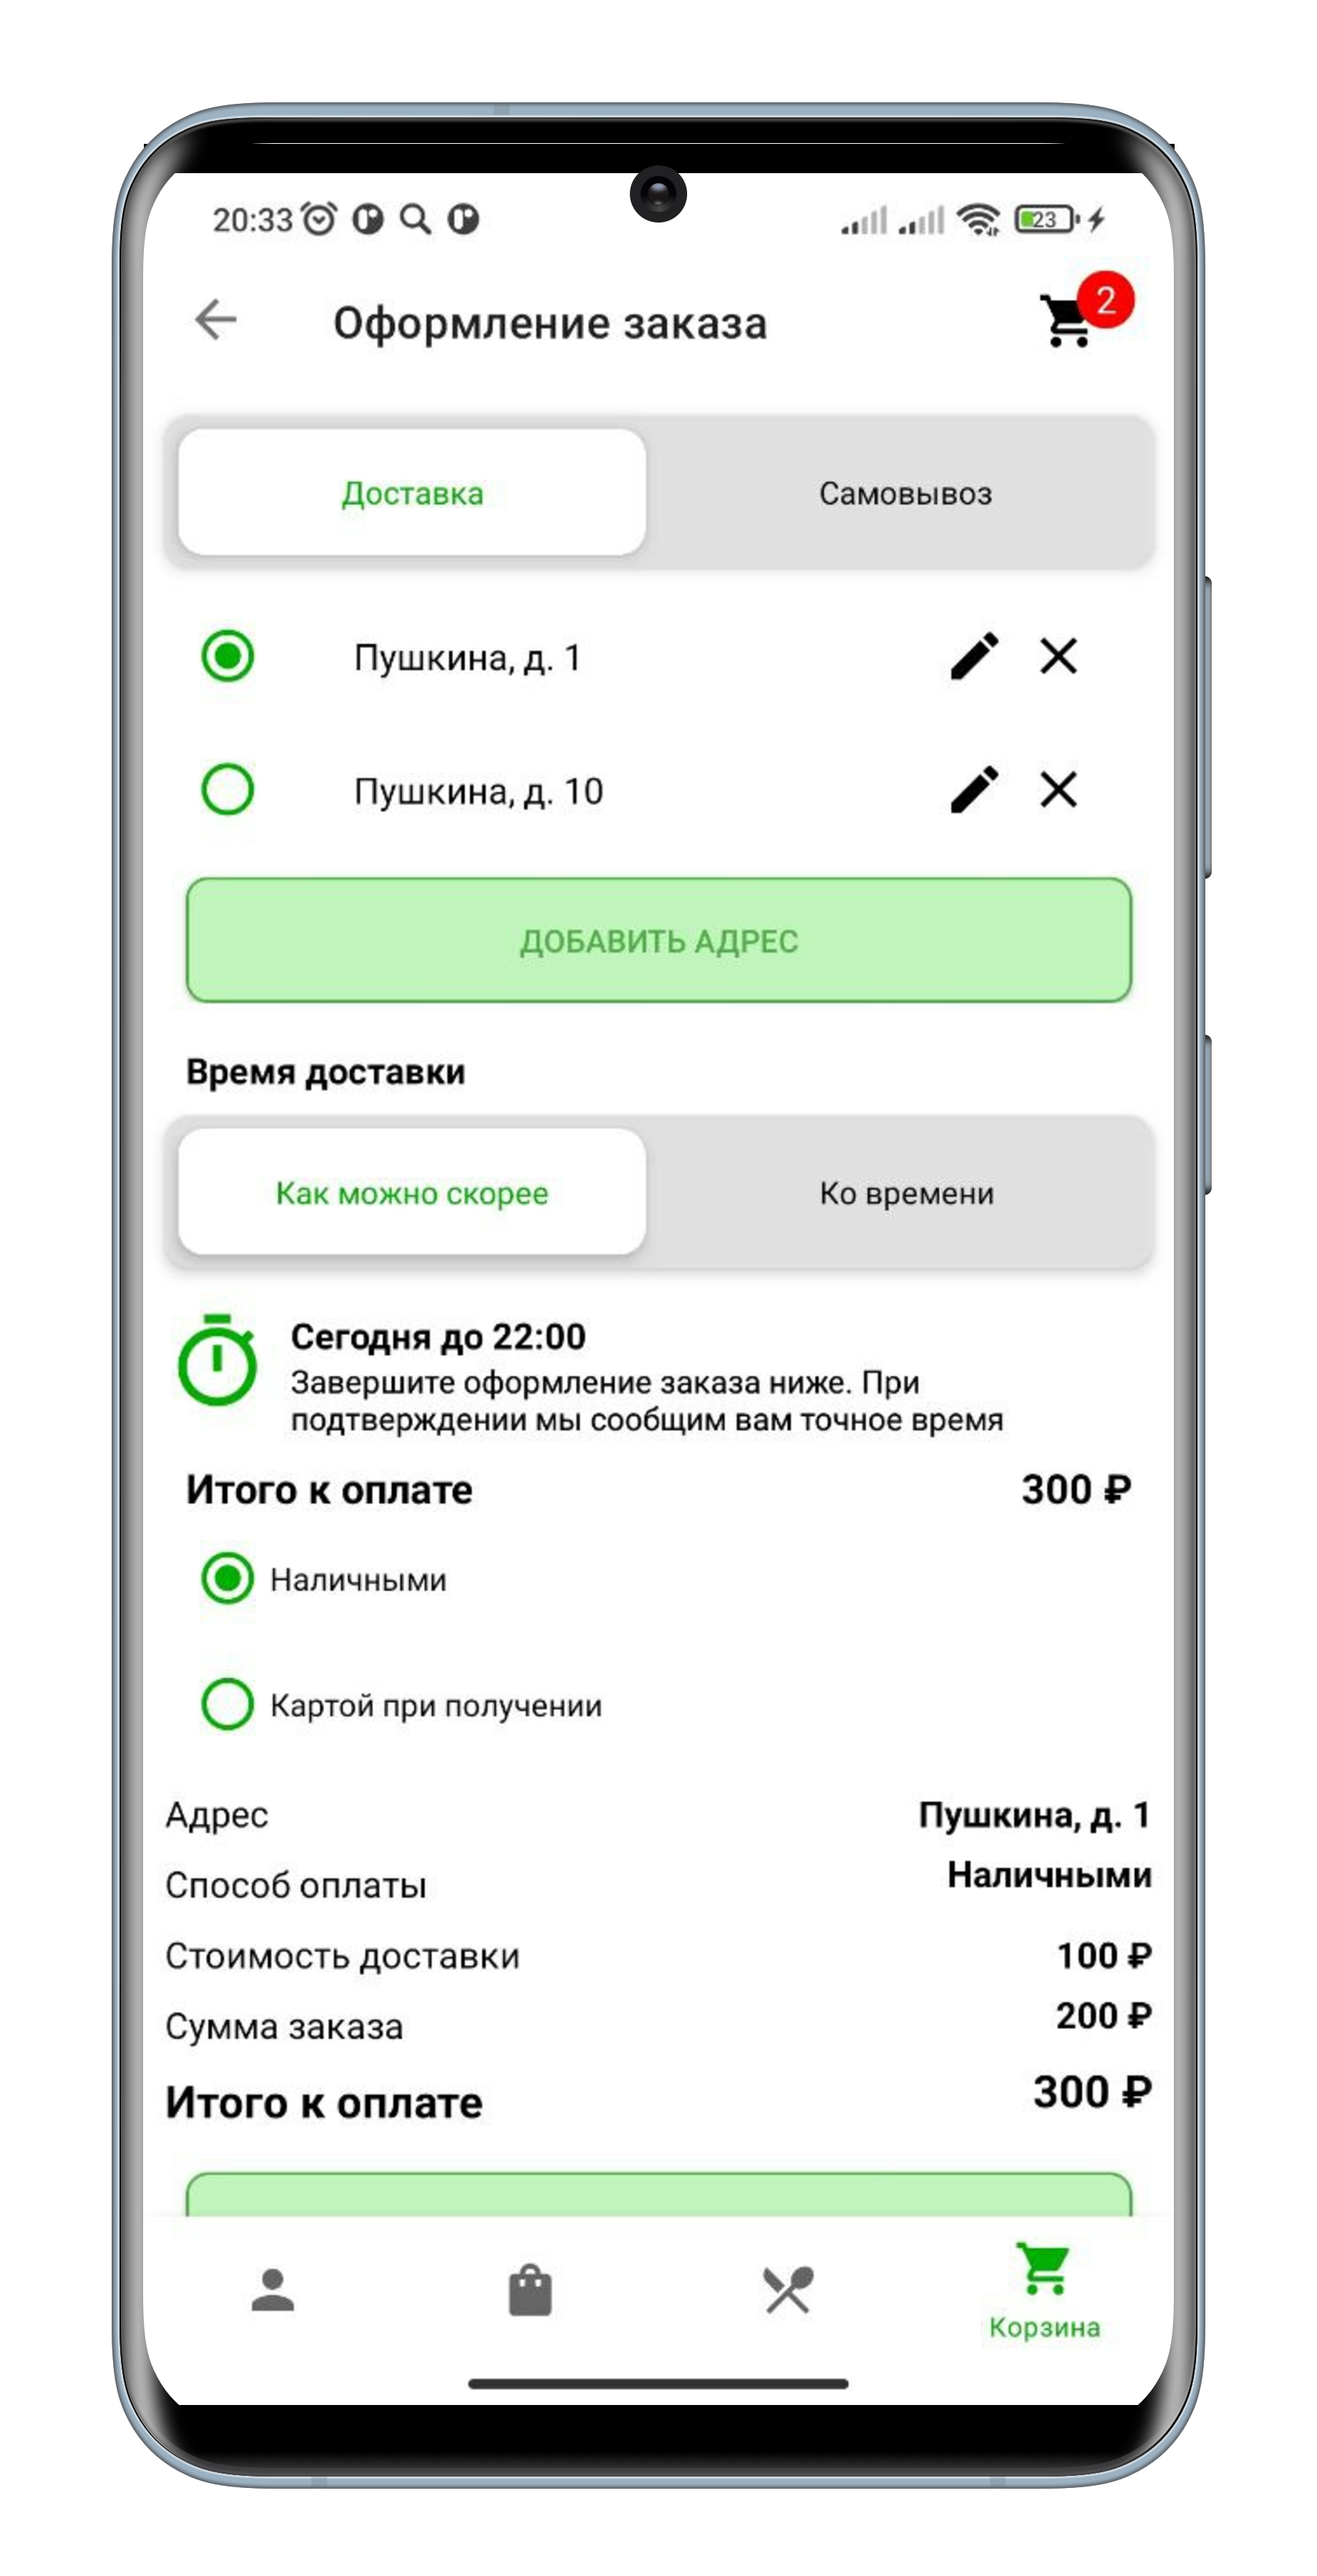 20:33
23
Оформление заказа
2
Доставка
Самовывоз
Пушкина, д. 1
Пушкина, д. 10
ДОБАВИТЬ АДРЕС
Время доставки
Как можно скорее
Ко времени
Сегодня до 22:00
Завершите оформление заказа ниже. При
подтверждении мы сообщим вам точное время
Итого к оплате 300 ₽
Наличными
Картой при получении
Адрес Пушкина, д. 1
Способ оплаты Наличными
Стоимость доставки 100 ₽
Сумма заказа 200 ₽
Итого к оплате 300 ₽
Корзина